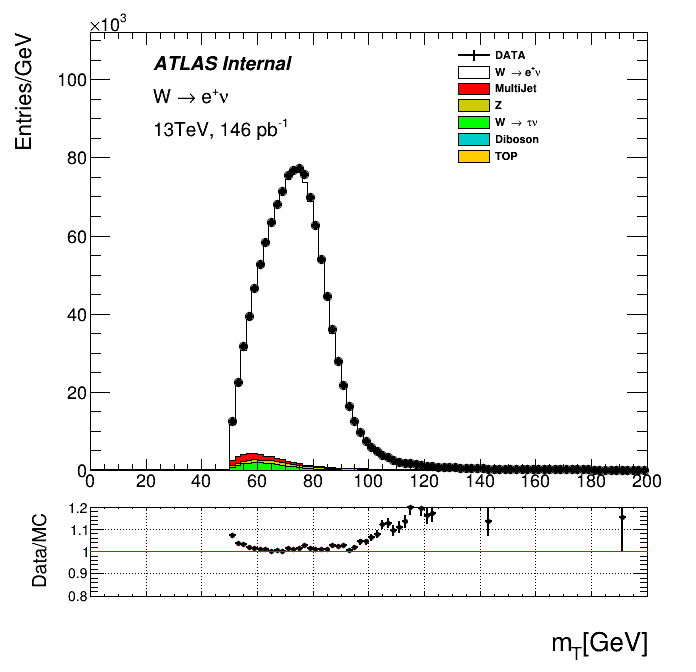 ×10³
Entries/GeV
100
80
60
40
20
0
ATLAS Internal
W → e⁺ν
13TeV, 146 pb⁻¹
DATA
W → e⁺ν
MultiJet
Z
W → τν
Diboson
TOP
0 20 40 60 80 100 120 140 160 180 200
Data/MC
1.2
1.1
1
0.9
0.8
m_T[GeV]